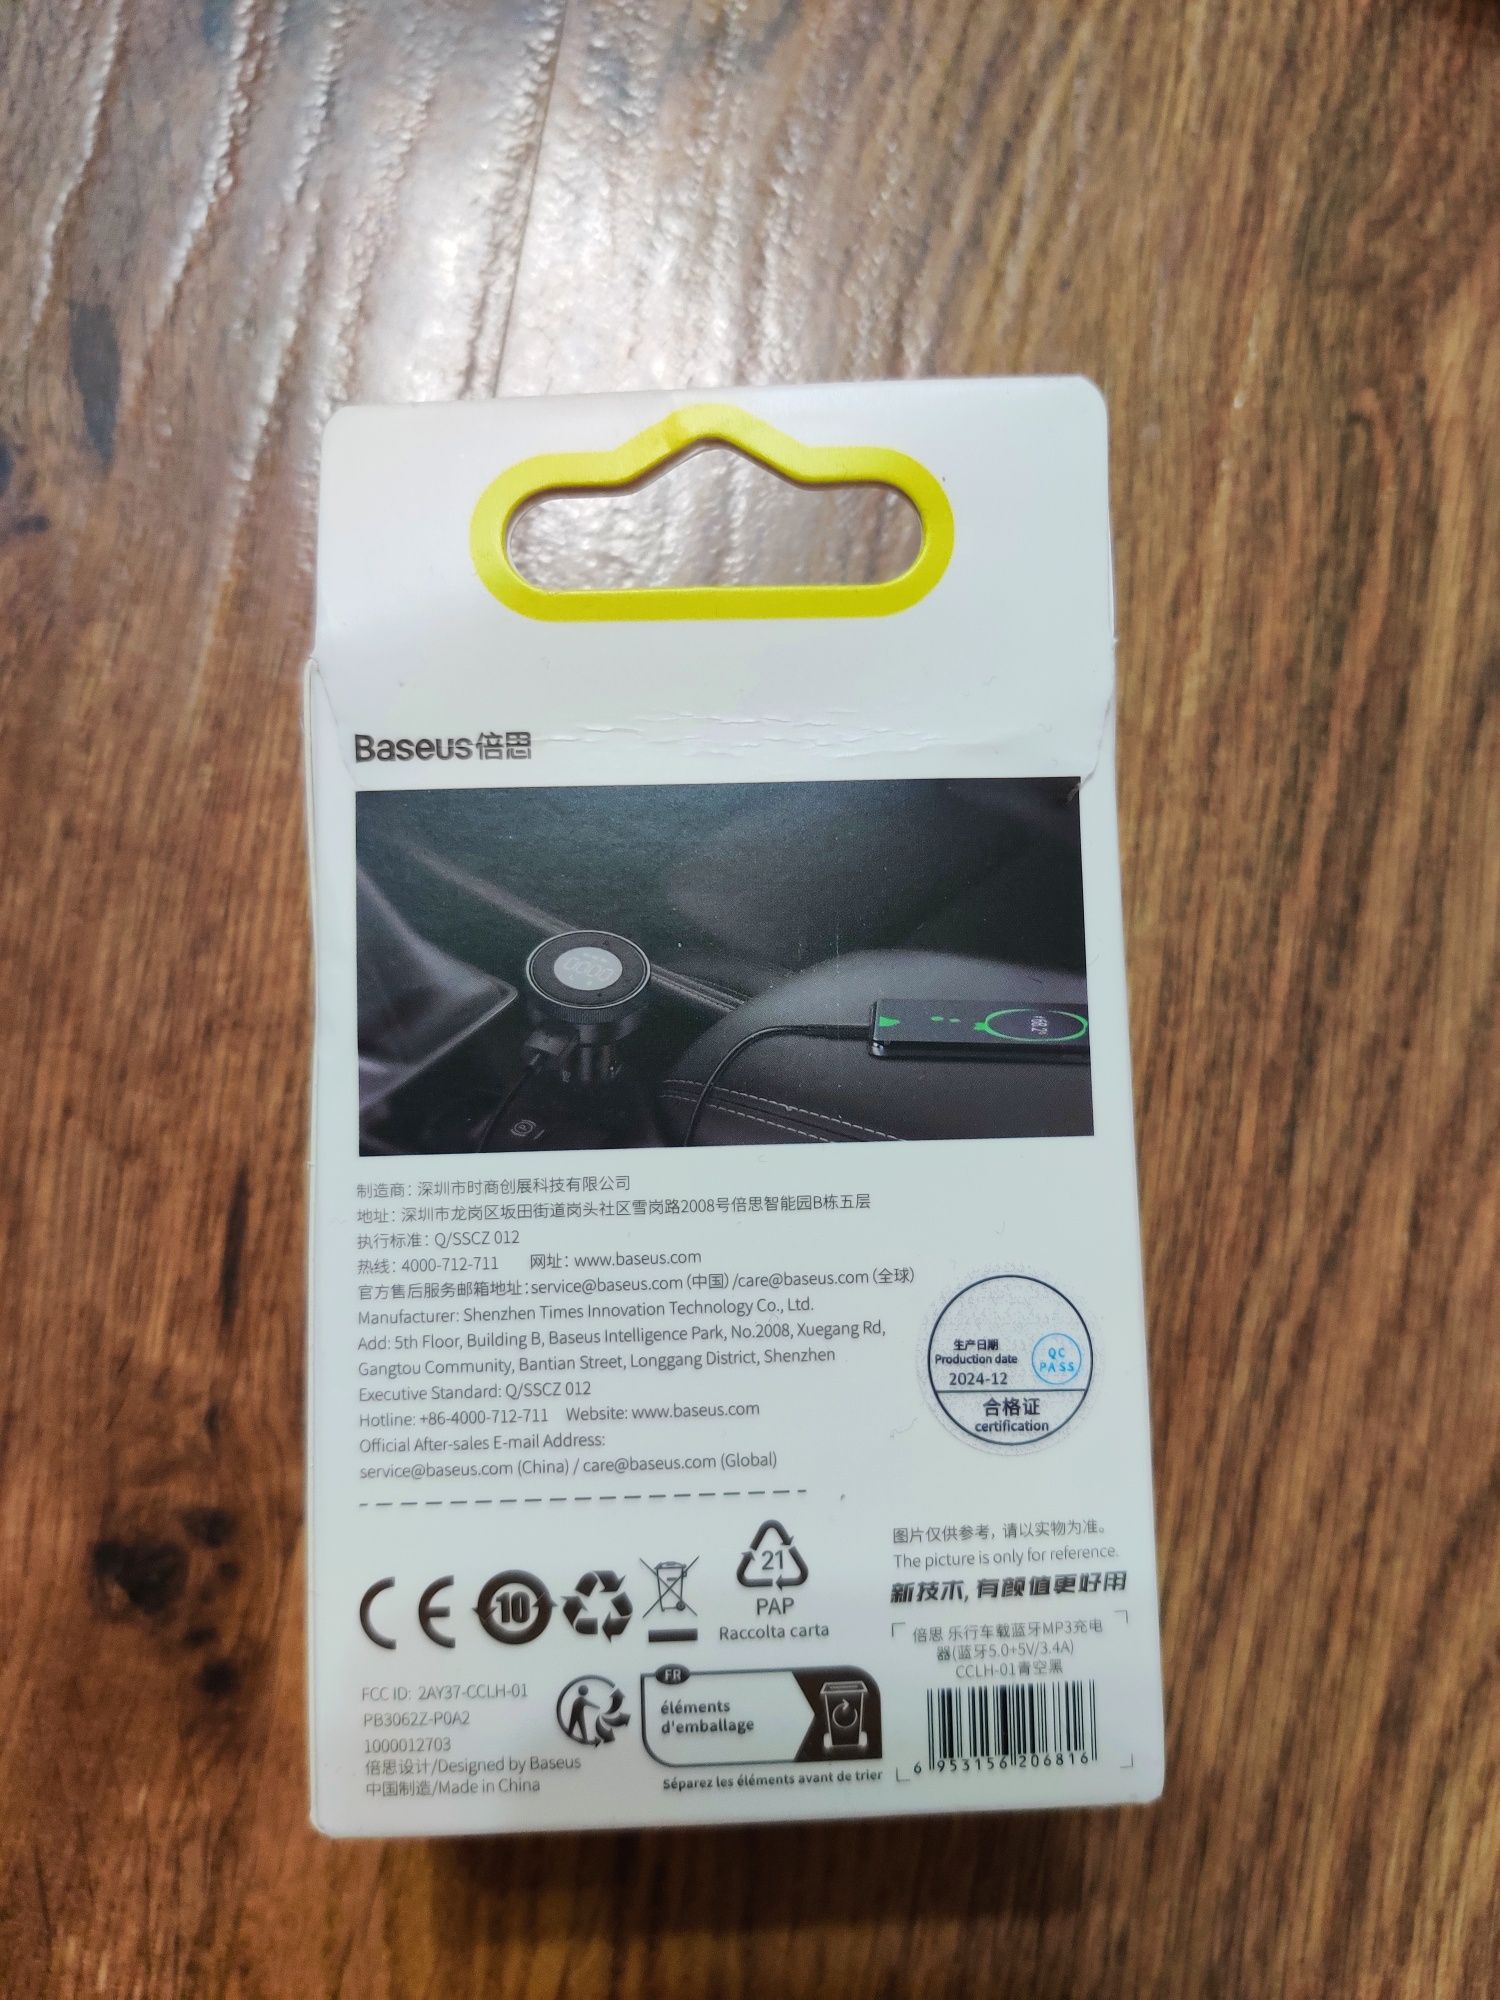 Baseus倍思
0000
68.2
制造商：深圳市时商创展科技有限公司
地址：深圳市龙岗区坂田街道岗头社区雪岗路2008号倍思智能园B栋五层
执行标准：Q/SSCZ 012
热线：4000-712-711 网址：www.baseus.com
官方售后服务邮箱地址：service@baseus.com（中国）/care@baseus.com（全球）
Manufacturer: Shenzhen Times Innovation Technology Co., Ltd.
Add: 5th Floor, Building B, Baseus Intelligence Park, No.2008, Xuegang Rd,
Gangtou Community, Bantian Street, Longgang District, Shenzhen
Executive Standard: Q/SSCZ 012
Hotline: +86-4000-712-711 Website: www.baseus.com
Official After-sales E-mail Address:
service@baseus.com (China) / care@baseus.com (Global)
生产日期
Production date
2024-12
QC
PASS
合格证
certification
CE
10
21
PAP
Raccolta carta
图片仅供参考，请以实物为准。
The picture is only for reference.
新技术，有颜值更好用
倍思 乐行车载蓝牙MP3充电
器(蓝牙5.0+5V/3.4A)
CCLH-01青空黑
6 953156 206816
FCC ID: 2AY37-CCLH-01
PB3062Z-P0A2
1000012703
倍思设计/Designed by Baseus
中国制造/Made in China
FR
éléments
d'emballage
Séparez les éléments avant de trier